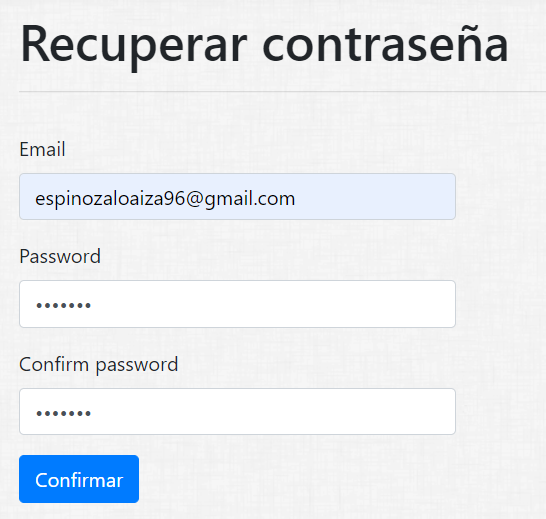 Recuperar contraseña
Email
espinozaloaiza96@gmail.com
Password
•••••••
Confirm password
•••••••
Confirmar